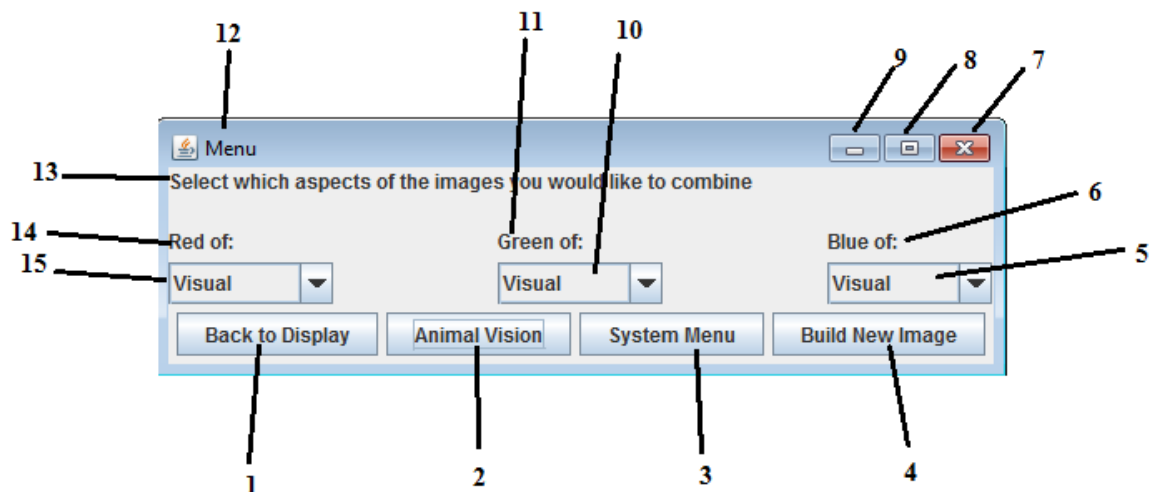 12
11
10
9
8
7
Menu
13
Select which aspects of the images you would like to combine
6
14
Red of:
Green of:
Blue of:
5
15
Visual
Visual
Visual
Back to Display
Animal Vision
System Menu
Build New Image
1
2
3
4